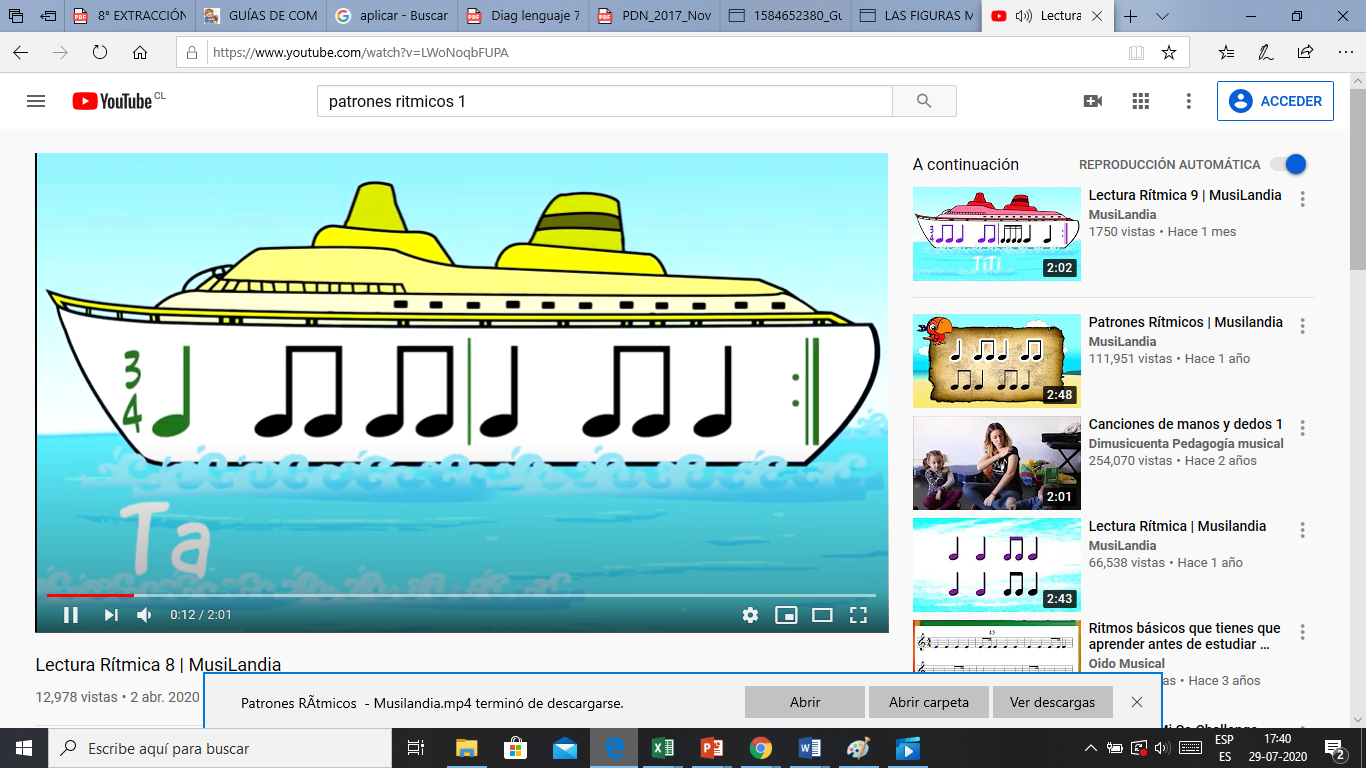 8° EXTRACCIÓN
GUÍAS DE COM
aplicar - Buscar
Diag lenguaje 7
PDN_2017_Nov
1584652380_Gu
LAS FIGURAS M
Lectura
https://www.youtube.com/watch?v=LWoNoqbFUPA
YouTube CL
patrones ritmicos 1
ACCEDER
3
4
Ta
0:12 / 2:01
Lectura Rítmica 8 | MusiLandia
12,978 vistas • 2 abr. 2020
A continuación
REPRODUCCIÓN AUTOMÁTICA
3
4
TiTi
2:02
Lectura Rítmica 9 | MusiLandia
MusiLandia
1750 vistas • Hace 1 mes
2:48
Patrones Rítmicos | Musilandia
MusiLandia
111,951 vistas • Hace 1 año
2:01
Canciones de manos y dedos 1
Dimusicuenta Pedagogía musical
254,070 vistas • Hace 2 años
2:43
Lectura Rítmica | Musilandia
MusiLandia
66,538 vistas • Hace 1 año
Ritmos básicos que tienes que
aprender antes de estudiar ...
Oido Musical
as • Hace 3 años
Patrones RÃ­tmicos - Musilandia.mp4 terminó de descargarse.
Abrir
Abrir carpeta
Ver descargas
Escribe aquí para buscar
ESP
ES
17:40
29-07-2020
2